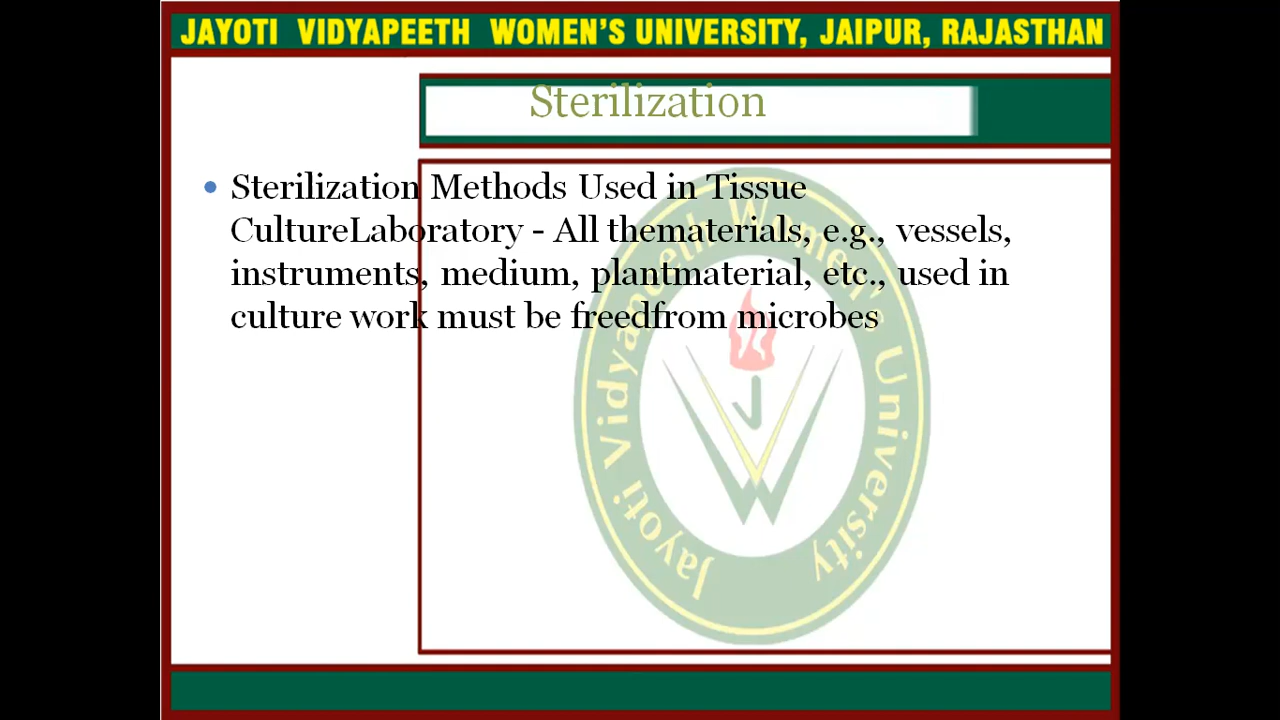 JAYOTI VIDYAPEETH WOMEN'S UNIVERSITY, JAIPUR, RAJASTHAN
Sterilization
• Sterilization Methods Used in Tissue
CultureLaboratory - All thematerials, e.g., vessels,
instruments, medium, plantmaterial, etc., used in
culture work must be freedfrom microbes
Jayoti Vidyapeeth Women's University
J
W